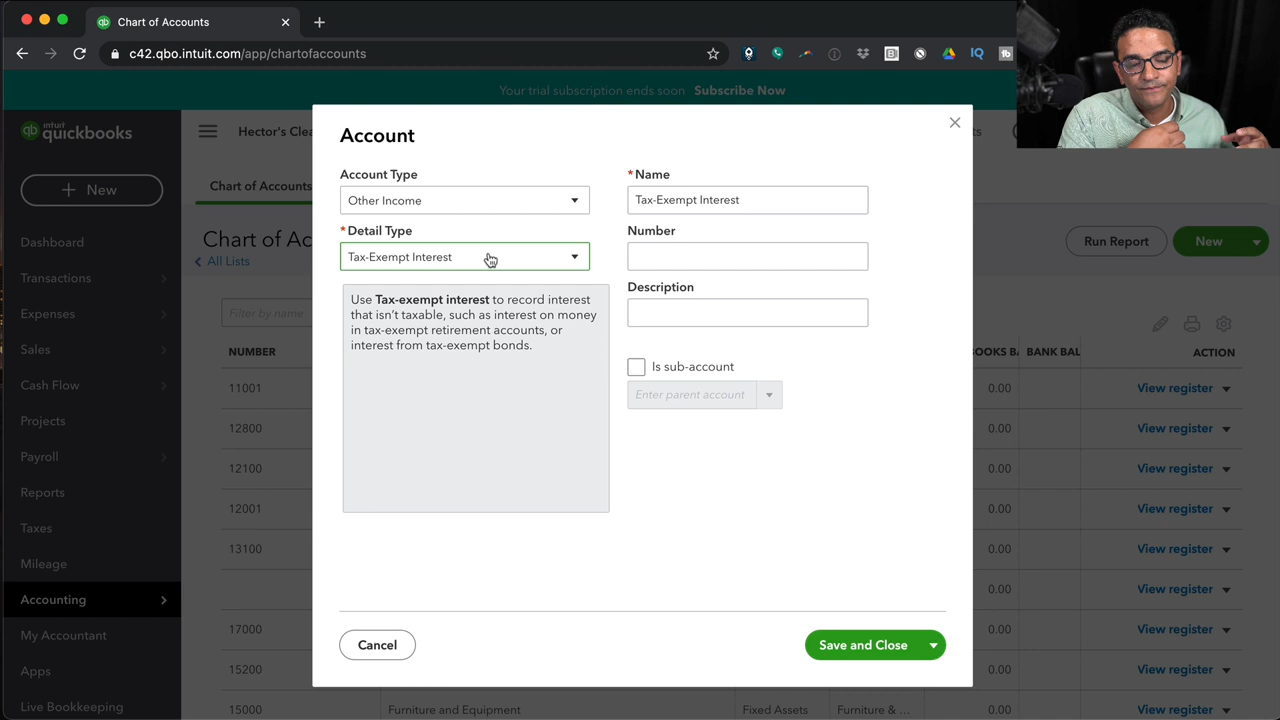 Chart of Accounts
c42.qbo.intuit.com/app/chartofaccounts
IQ
Your trial subscription ends soon Subscribe Now
qb intuit quickbooks
Hector's Clea
New
Chart of Accounts
Chart of Ac
All Lists
Run Report
New
Filter by name
Dashboard
Transactions
Expenses
Sales
Cash Flow
Projects
Payroll
Reports
Taxes
Mileage
Accounting
My Accountant
Apps
Live Bookkeeping
Account
Account Type
Other Income
* Detail Type
Tax-Exempt Interest
Use Tax-exempt interest to record interest
that isn't taxable, such as interest on money
in tax-exempt retirement accounts, or
interest from tax-exempt bonds.
* Name
Tax-Exempt Interest
Number
Description
Is sub-account
Enter parent account
Cancel
Save and Close
NUMBER
OOKS BA BANK BAL ACTION
11001 0.00 View register
12800 0.00 View register
12100 0.00 View register
12001 0.00 View register
13100 0.00 View register
0.00 View register
17000 0.00 View register
15200 0.00 View register
15000 Furniture and Equipment Fixed Assets Furniture & ... 0.00 View register